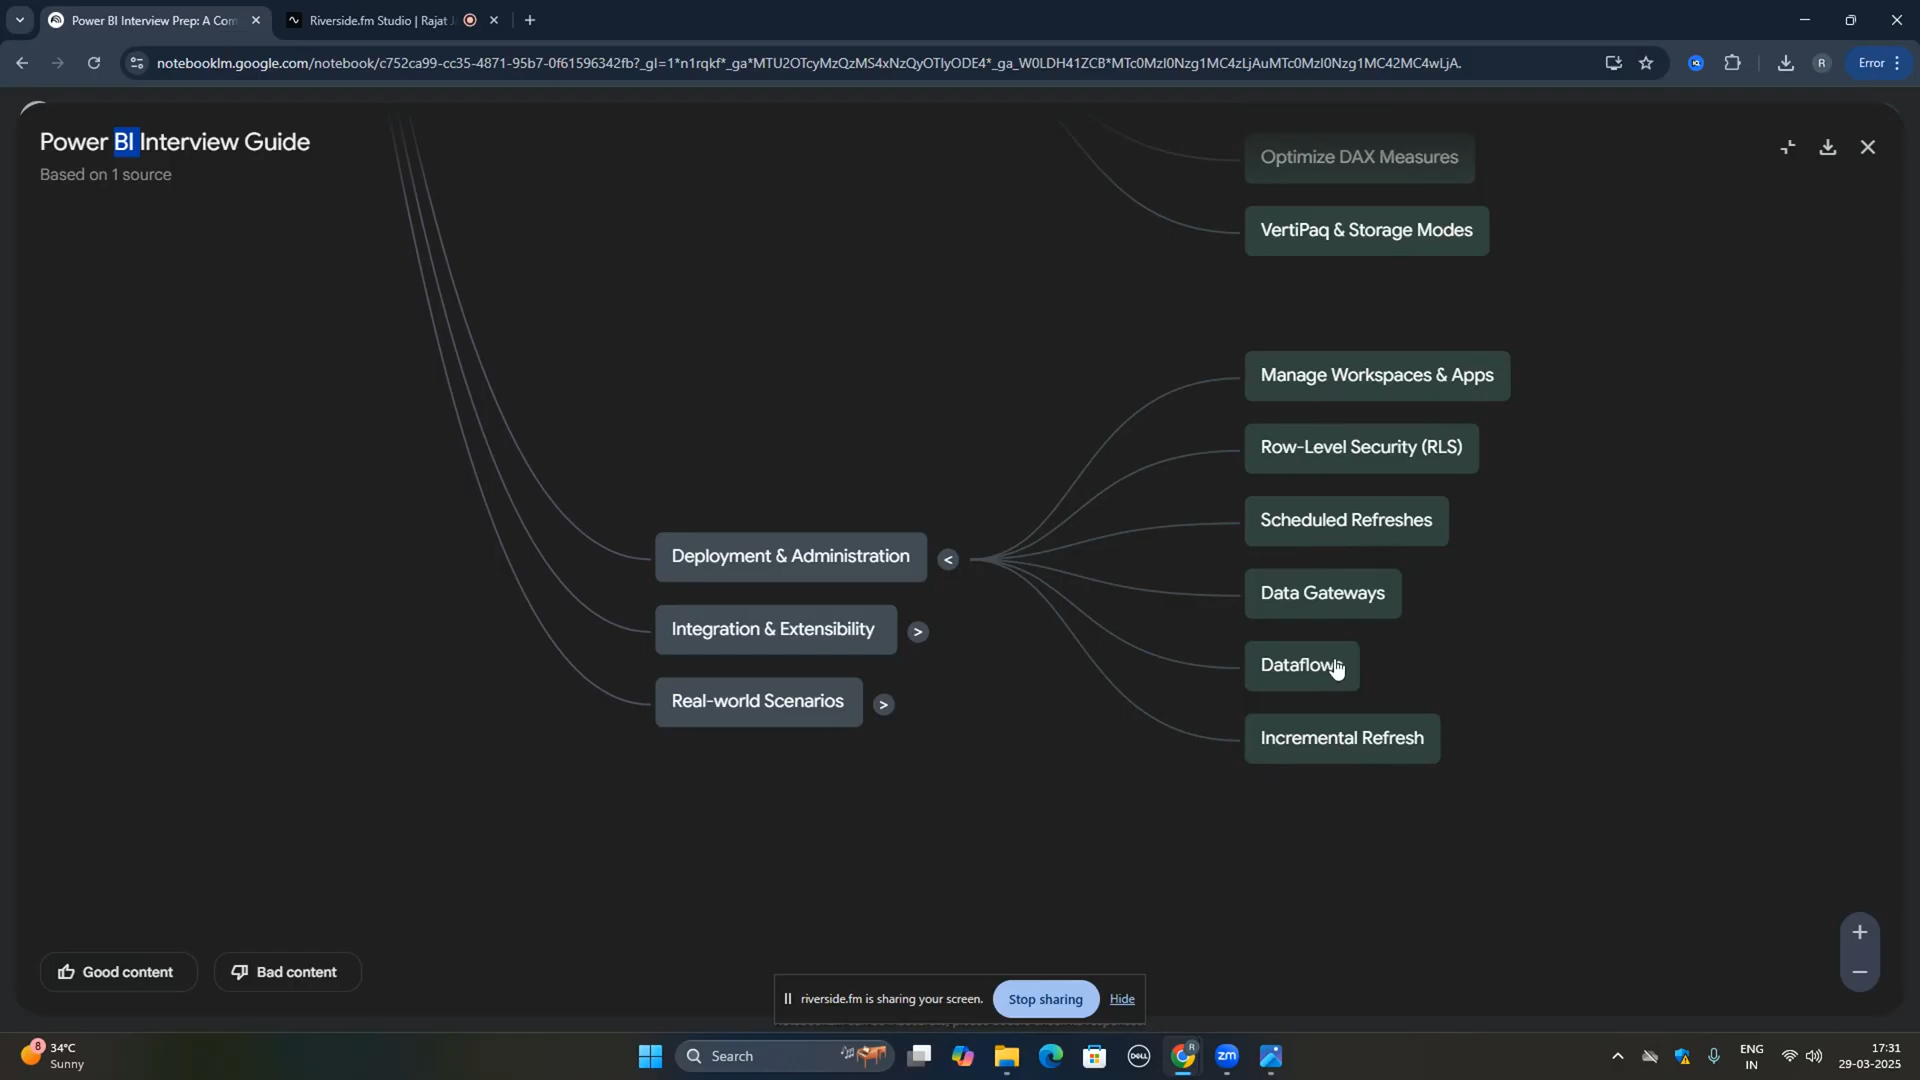 Power BI Interview Prep: A Com
Riverside.fm Studio | Rajat J
notebooklm.google.com/notebook/c752ca99-cc35-4871-95b7-0f61596342fb?_gl=1*n1rqkf*_ga*MTU2OTcyMzQzMS4xNzQyOTIyODE4*_ga_W0LDH41ZCB*MTc0MzI0Nzg1MC4zLjAuMTc0MzI0Nzg1MC42MC4wLjA.
R
Error
Power BI Interview Guide
Based on 1 source
Optimize DAX Measures
VertiPaq & Storage Modes
Manage Workspaces & Apps
Row-Level Security (RLS)
Scheduled Refreshes
Deployment & Administration
<
Data Gateways
Integration & Extensibility
>
Dataflows
Real-world Scenarios
>
Incremental Refresh
+
−
Good content
Bad content
riverside.fm is sharing your screen.
Stop sharing
Hide
8
34°C
Sunny
Search
DELL
R
zm
ENG
IN
17:31
29-03-2025